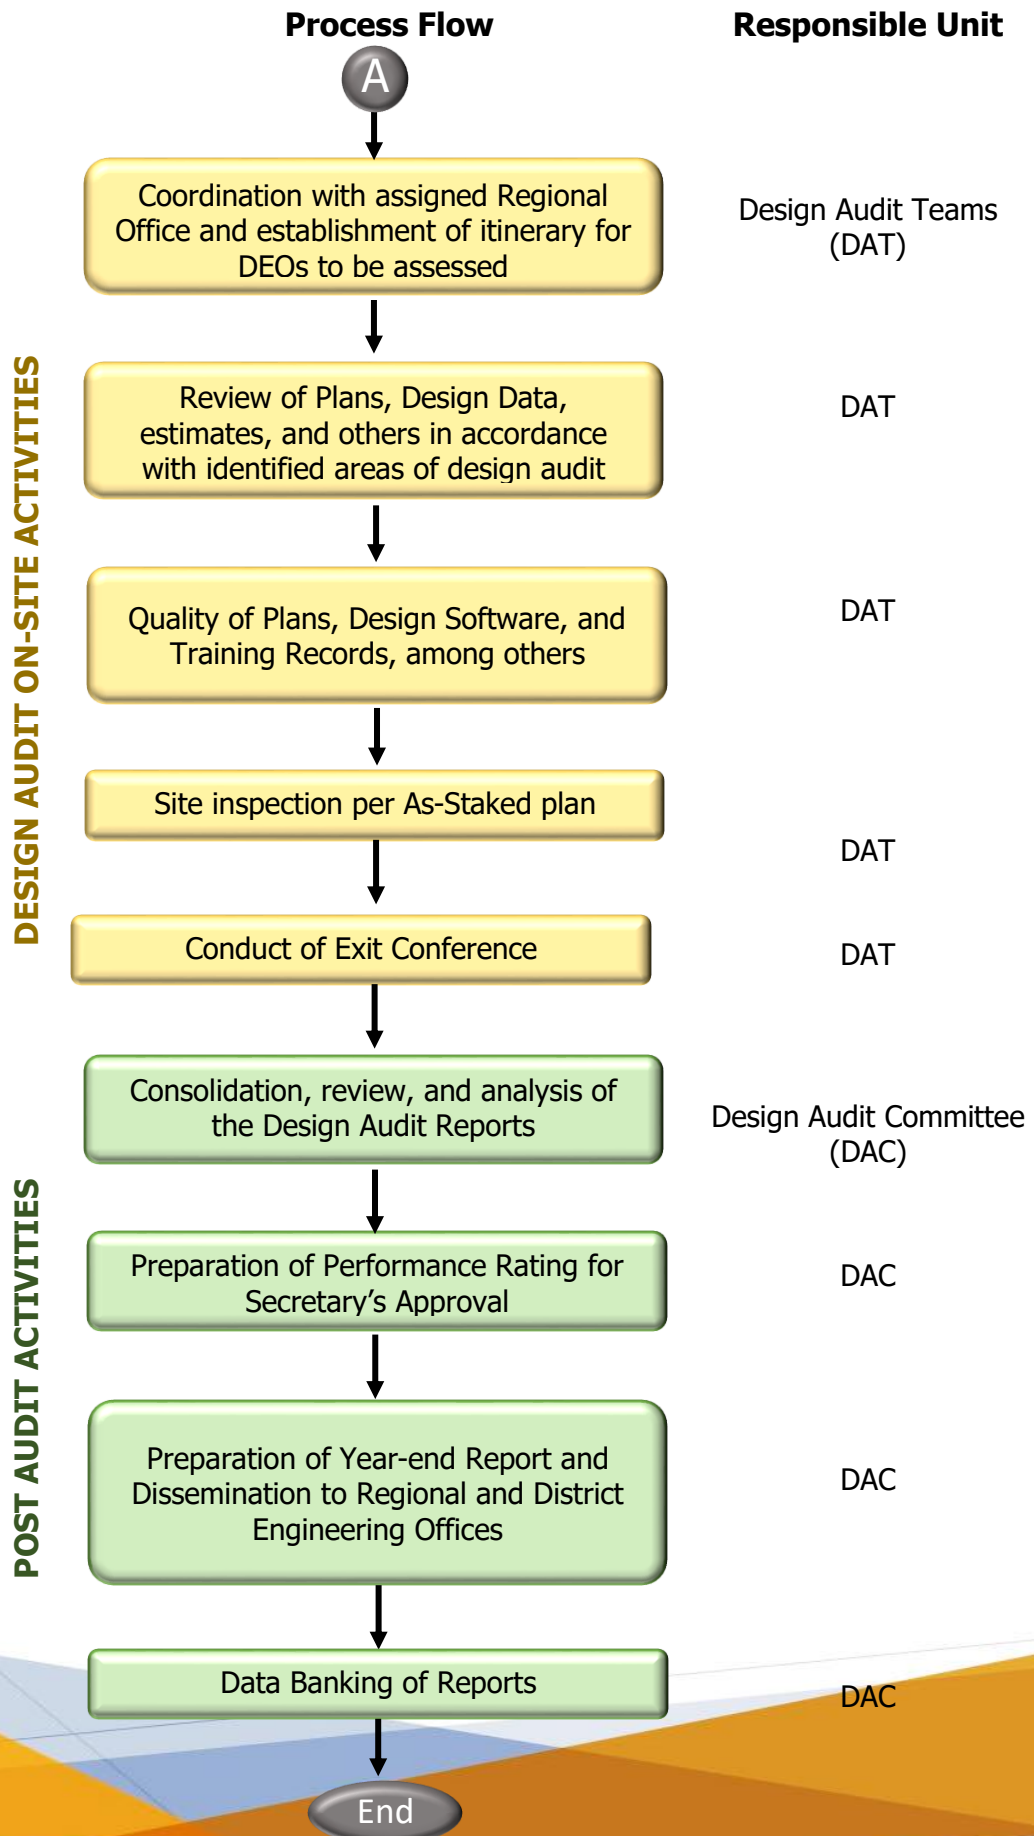 Process Flow
Responsible Unit
A
DESIGN AUDIT ON-SITE ACTIVITIES
Coordination with assigned Regional
Office and establishment of itinerary for
DEOs to be assessed
Design Audit Teams
(DAT)
Review of Plans, Design Data,
estimates, and others in accordance
with identified areas of design audit
DAT
Quality of Plans, Design Software, and
Training Records, among others
DAT
Site inspection per As-Staked plan
DAT
Conduct of Exit Conference
DAT
POST AUDIT ACTIVITIES
Consolidation, review, and analysis of
the Design Audit Reports
Design Audit Committee
(DAC)
Preparation of Performance Rating for
Secretary’s Approval
DAC
Preparation of Year-end Report and
Dissemination to Regional and District
Engineering Offices
DAC
Data Banking of Reports
DAC
End